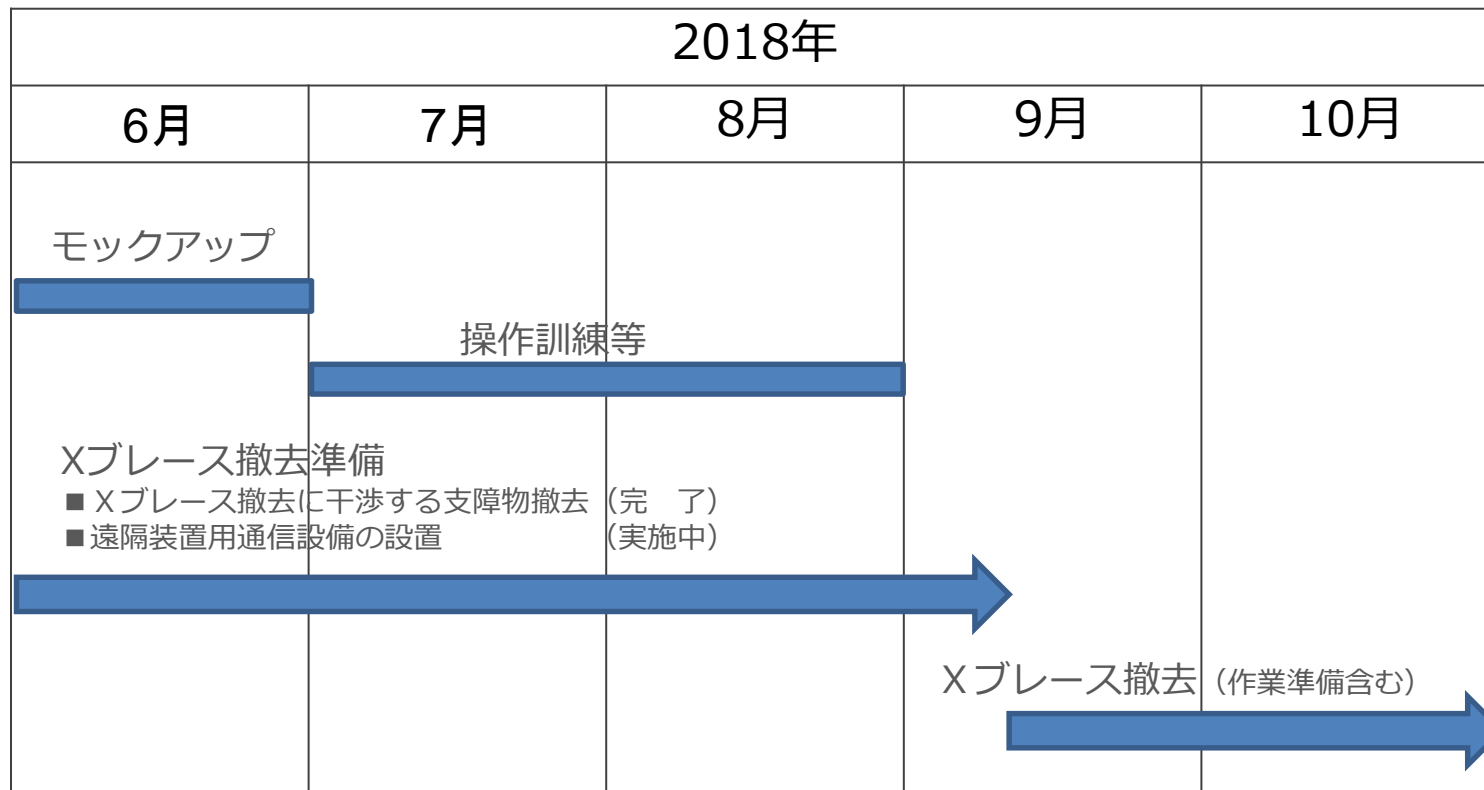 2018年
6月 7月 8月 9月 10月
モックアップ
操作訓練等
Xブレース撤去準備
■Xブレース撤去に干渉する支障物撤去（完　了）
■遠隔装置用通信設備の設置　　　　　（実施中）
Xブレース撤去（作業準備含む）